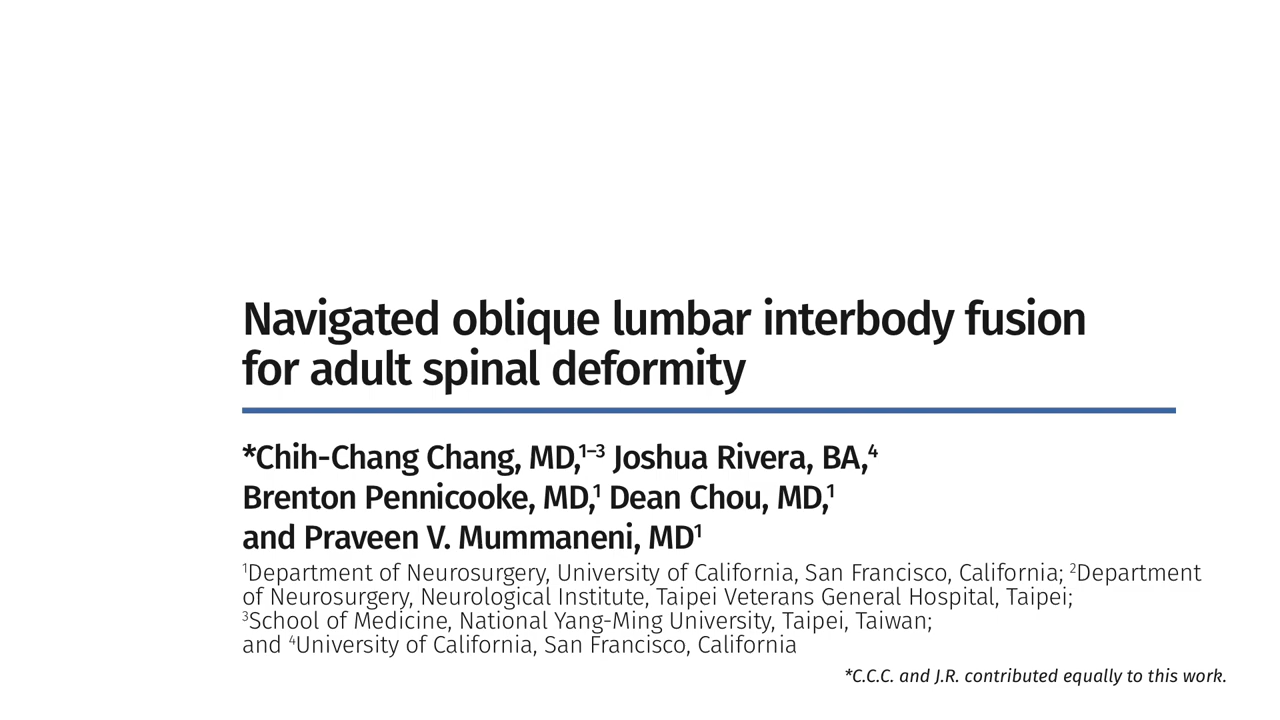 Navigated oblique lumbar interbody fusion
for adult spinal deformity
*Chih-Chang Chang, MD,¹⁻³ Joshua Rivera, BA,⁴
Brenton Pennicooke, MD,¹ Dean Chou, MD,¹
and Praveen V. Mummaneni, MD¹
¹Department of Neurosurgery, University of California, San Francisco, California; ²Department
of Neurosurgery, Neurological Institute, Taipei Veterans General Hospital, Taipei;
³School of Medicine, National Yang-Ming University, Taipei, Taiwan;
and ⁴University of California, San Francisco, California
*C.C.C. and J.R. contributed equally to this work.